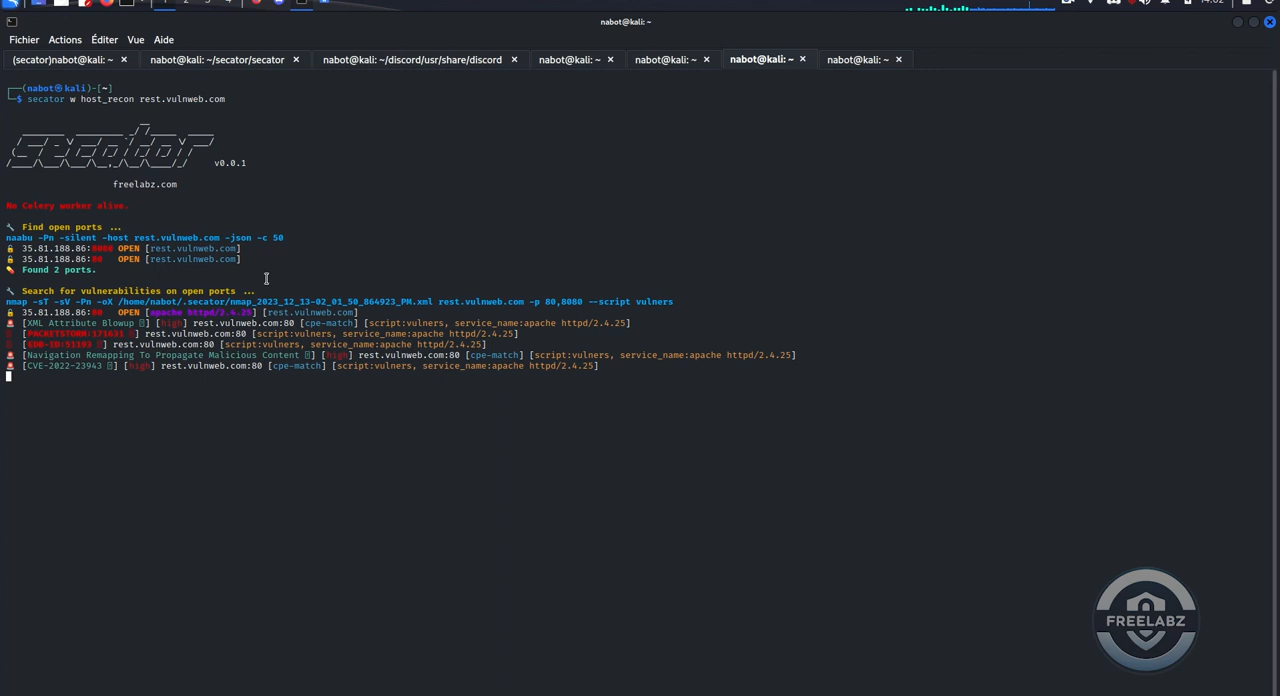 14:02
nabot@kali: ~
Fichier Actions Éditer Vue Aide
(secator)nabot@kali: ~ × nabot@kali: ~/secator/secator × nabot@kali: ~/discord/usr/share/discord × nabot@kali: ~ × nabot@kali: ~ × nabot@kali: ~ × nabot@kali: ~ ×
┌──(nabot㉿kali)-[~]
└─$ secator w host_recon rest.vulnweb.com
secator v0.0.1
freelabz.com
No Celery worker alive.
Find open ports ...
naabu -Pn -silent -host rest.vulnweb.com -json -c 50
35.81.188.86:8080 OPEN [rest.vulnweb.com]
35.81.188.86:80 OPEN [rest.vulnweb.com]
Found 2 ports.
Search for vulnerabilities on open ports ...
nmap -sT -sV -Pn -oX /home/nabot/.secator/nmap_2023_12_13-02_01_50_864923_PM.xml rest.vulnweb.com -p 80,8080 --script vulners
35.81.188.86:80 OPEN [apache httpd/2.4.25] [rest.vulnweb.com]
[XML Attribute Blowup] [high] rest.vulnweb.com:80 [cpe-match] [script:vulners, service_name:apache httpd/2.4.25]
[PACKETSTORM:171631] rest.vulnweb.com:80 [script:vulners, service_name:apache httpd/2.4.25]
[EDB-ID:51193] rest.vulnweb.com:80 [script:vulners, service_name:apache httpd/2.4.25]
[Navigation Remapping To Propagate Malicious Content] [high] rest.vulnweb.com:80 [cpe-match] [script:vulners, service_name:apache httpd/2.4.25]
[CVE-2022-23943] [high] rest.vulnweb.com:80 [cpe-match] [script:vulners, service_name:apache httpd/2.4.25]
FREELABZ